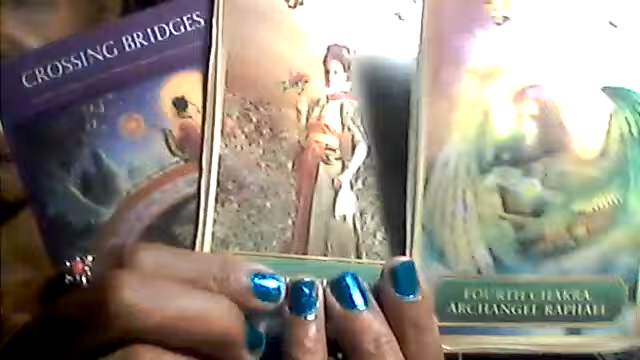 CROSSING BRIDGES
FOURTH CHAKRA
ARCHANGEL RAPHAEL